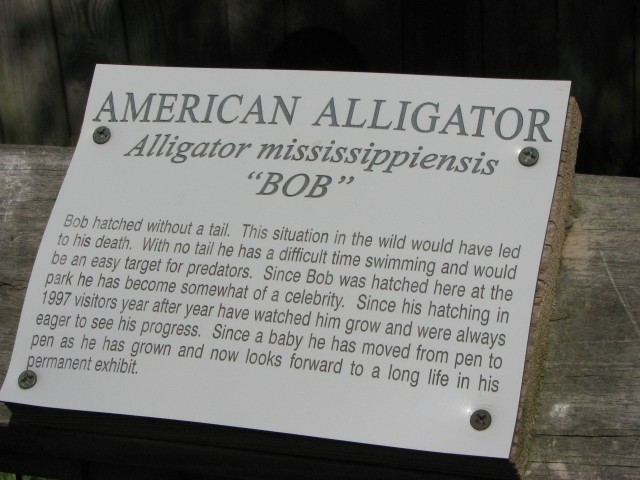 AMERICAN ALLIGATOR
Alligator mississippiensis
“BOB”
Bob hatched without a tail. This situation in the wild would have led
to his death. With no tail he has a difficult time swimming and would
be an easy target for predators. Since Bob was hatched here at the
park he has become somewhat of a celebrity. Since his hatching in
1997 visitors year after year have watched him grow and were always
eager to see his progress. Since a baby he has moved from pen to
pen as he has grown and now looks forward to a long life in his
permanent exhibit.